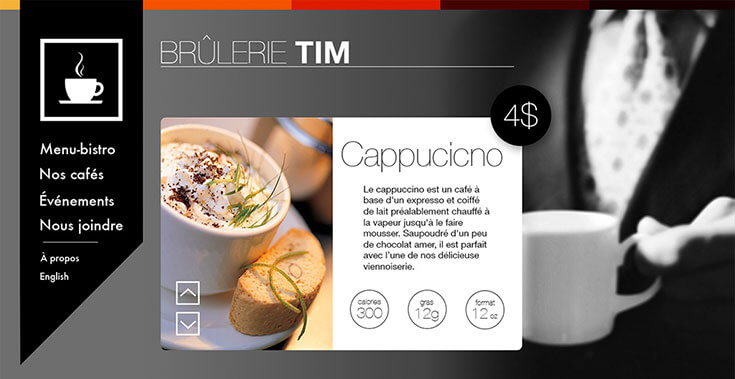 BRÛLERIE TIM
Menu-bistro
Nos cafés
Événements
Nous joindre
À propos
English
4$
Cappucicno
Le cappuccino est un café à
base d'un expresso et coiffé
de lait préalablement chauffé à
la vapeur jusqu'à le faire
mousser. Saupoudré d'un peu
de chocolat amer, il est parfait
avec l'une de nos délicieuse
viennoiserie.
calories
300
gras
12g
format
12 oz